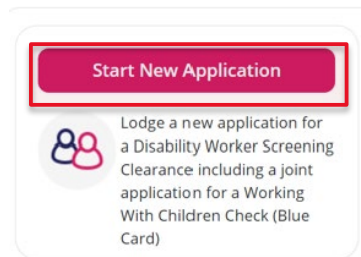 Start New Application
Lodge a new application for
a Disability Worker Screening
Clearance including a joint
application for a Working
With Children Check (Blue
Card)